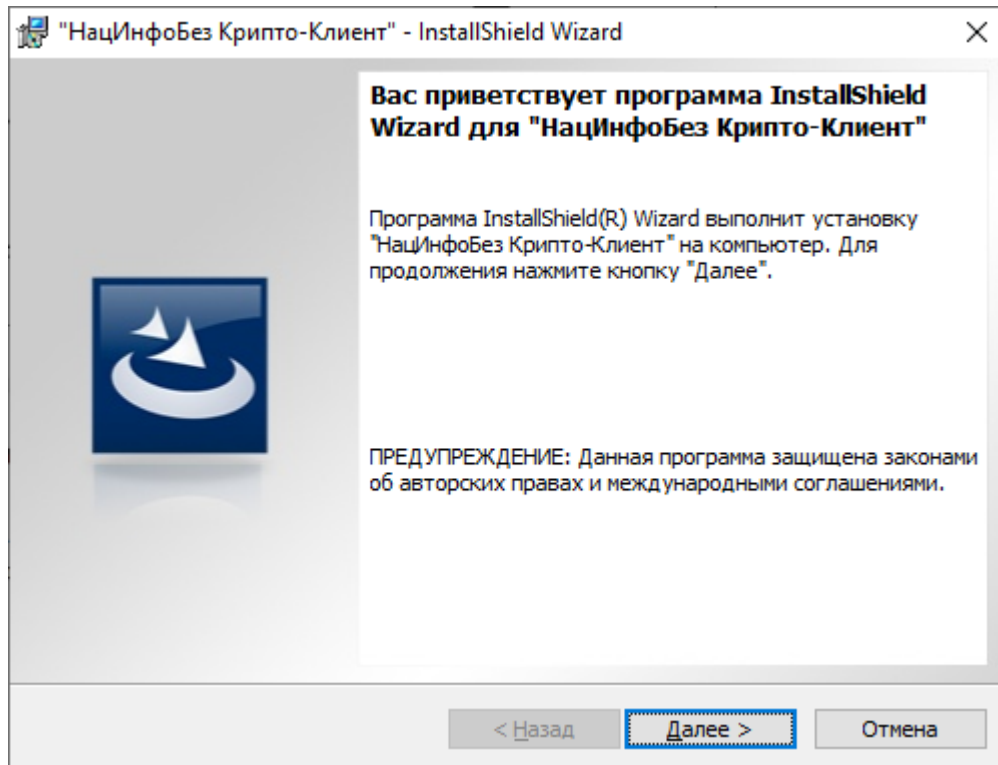 "НацИнфоБез Крипто-Клиент" - InstallShield Wizard
Вас приветствует программа InstallShield
Wizard для "НацИнфоБез Крипто-Клиент"
Программа InstallShield(R) Wizard выполнит установку
"НацИнфоБез Крипто-Клиент" на компьютер. Для
продолжения нажмите кнопку "Далее".
ПРЕДУПРЕЖДЕНИЕ: Данная программа защищена законами
об авторских правах и международными соглашениями.
< Назад
Далее >
Отмена